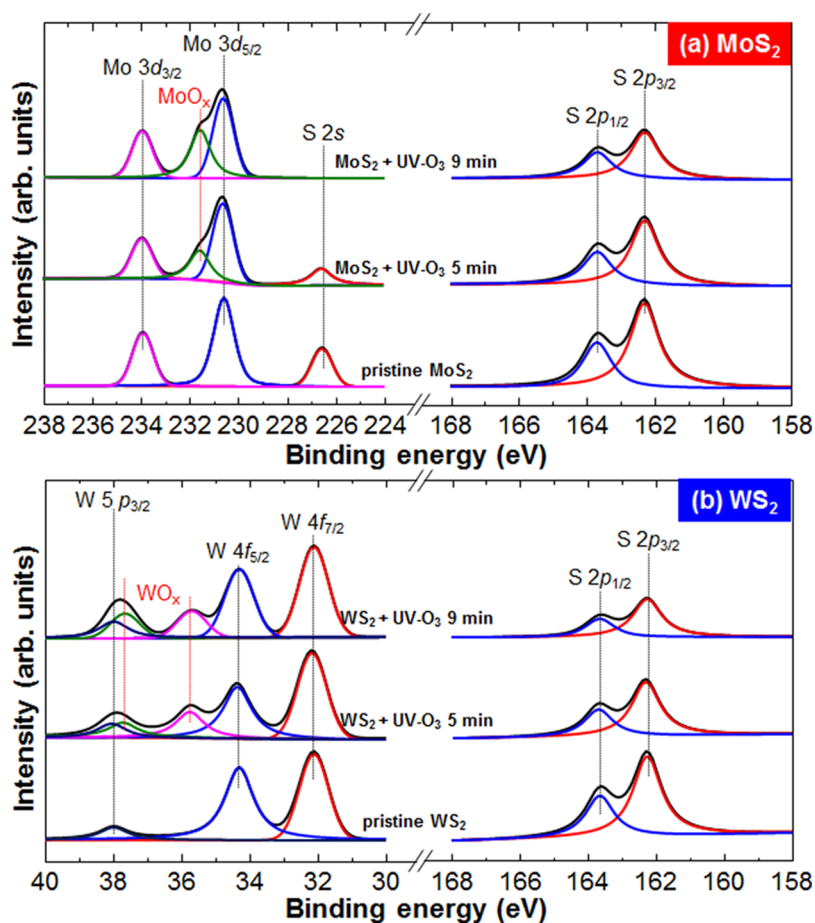 (a) MoS₂
Mo 3d₃/₂
Mo 3d₅/₂
MoOₓ
S 2s
S 2p₁/₂
S 2p₃/₂
MoS₂ + UV-O₃ 9 min
MoS₂ + UV-O₃ 5 min
pristine MoS₂
Intensity (arb. units)
238 236 234 232 230 228 226 224 168 166 164 162 160 158
Binding energy (eV)
(b) WS₂
W 5 p₃/₂
WOₓ
W 4f₅/₂
W 4f₇/₂
S 2p₁/₂
S 2p₃/₂
WS₂ + UV-O₃ 9 min
WS₂ + UV-O₃ 5 min
pristine WS₂
Intensity (arb. units)
40 38 36 35 34 33 32 31 30 168 166 164 162 160 158
Binding energy (eV)